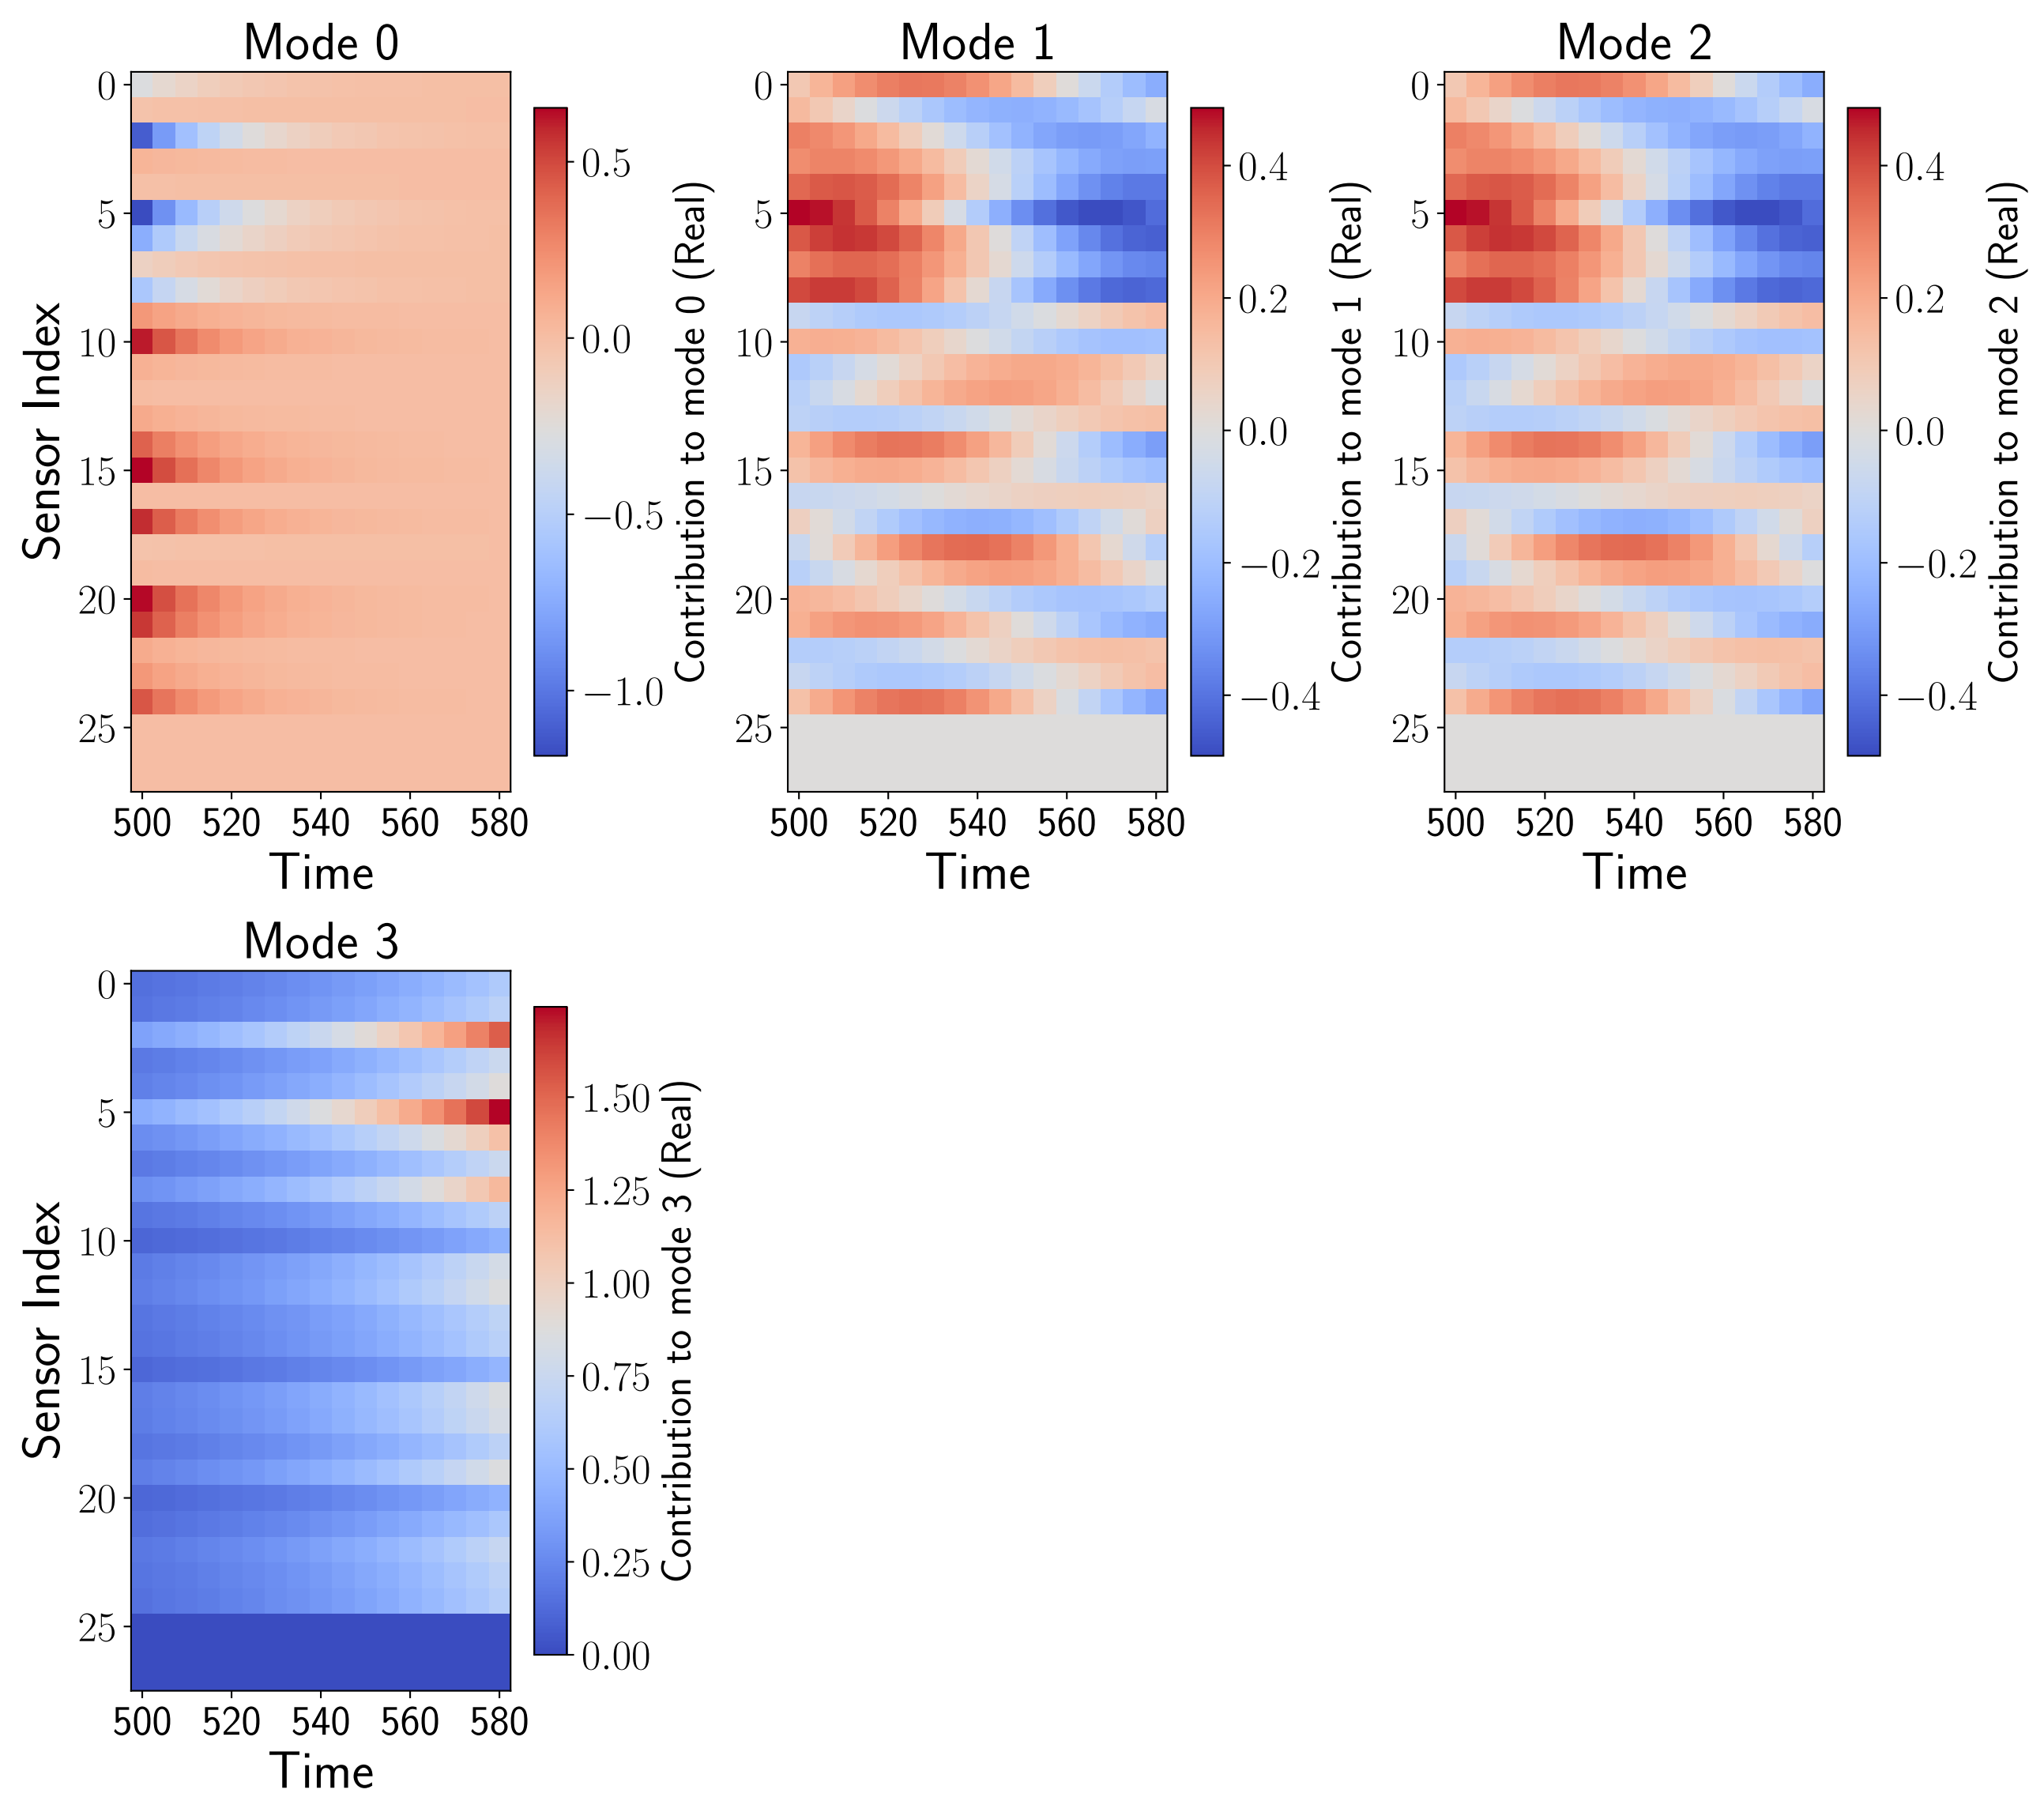 Mode 0
0
5
10
15
20
25
Sensor Index
500 520 540 560 580
Time
0.5
0.0
−0.5
−1.0
Contribution to mode 0 (Real)
Mode 1
0
5
10
15
20
25
500 520 540 560 580
Time
0.4
0.2
0.0
−0.2
−0.4
Contribution to mode 1 (Real)
Mode 2
0
5
10
15
20
25
500 520 540 560 580
Time
0.4
0.2
0.0
−0.2
−0.4
Contribution to mode 2 (Real)
Mode 3
0
5
10
15
20
25
Sensor Index
500 520 540 560 580
Time
1.50
1.25
1.00
0.75
0.50
0.25
0.00
Contribution to mode 3 (Real)